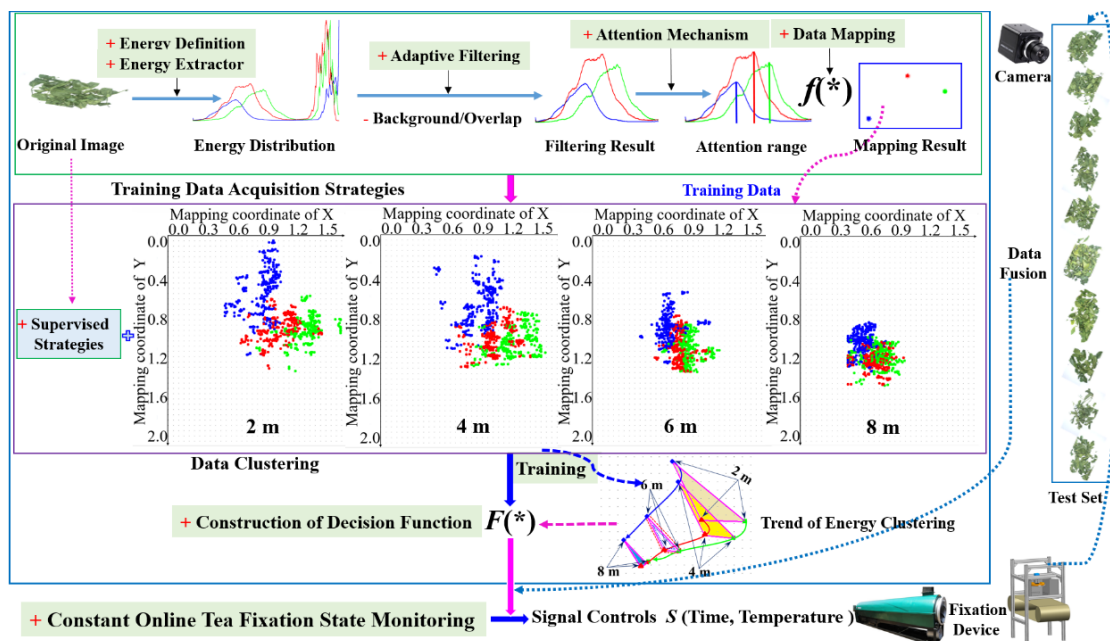 + Energy Definition
+ Energy Extractor
+ Adaptive Filtering
+ Attention Mechanism
+ Data Mapping
f(*)
- Background/Overlap
Original Image
Energy Distribution
Filtering Result
Attention range
Mapping Result
Camera
Training Data Acquisition Strategies
Training Data
Mapping coordinate of X
0.0 0.3 0.6 0.9 1.2 1.5
Mapping coordinate of Y
0.0
0.4
0.8
1.2
1.6
2.0
2 m
Mapping coordinate of X
0.0 0.3 0.6 0.9 1.2 1.5
Mapping coordinate of Y
0.0
0.4
0.8
1.2
1.6
2.0
4 m
Mapping coordinate of X
0.0 0.3 0.6 0.9 1.2 1.5
Mapping coordinate of Y
0.0
0.4
0.8
1.2
1.6
2.0
6 m
Mapping coordinate of X
0.0 0.3 0.6 0.9 1.2 1.5
Mapping coordinate of Y
0.0
0.4
0.8
1.2
1.6
2.0
8 m
+ Supervised
Strategies
Data
Fusion
Data Clustering
Training
2 m
6 m
8 m
4 m
Trend of Energy Clustering
Test Set
+ Construction of Decision Function
F(*)
+ Constant Online Tea Fixation State Monitoring
Signal Controls S (Time, Temperature )
Fixation
Device